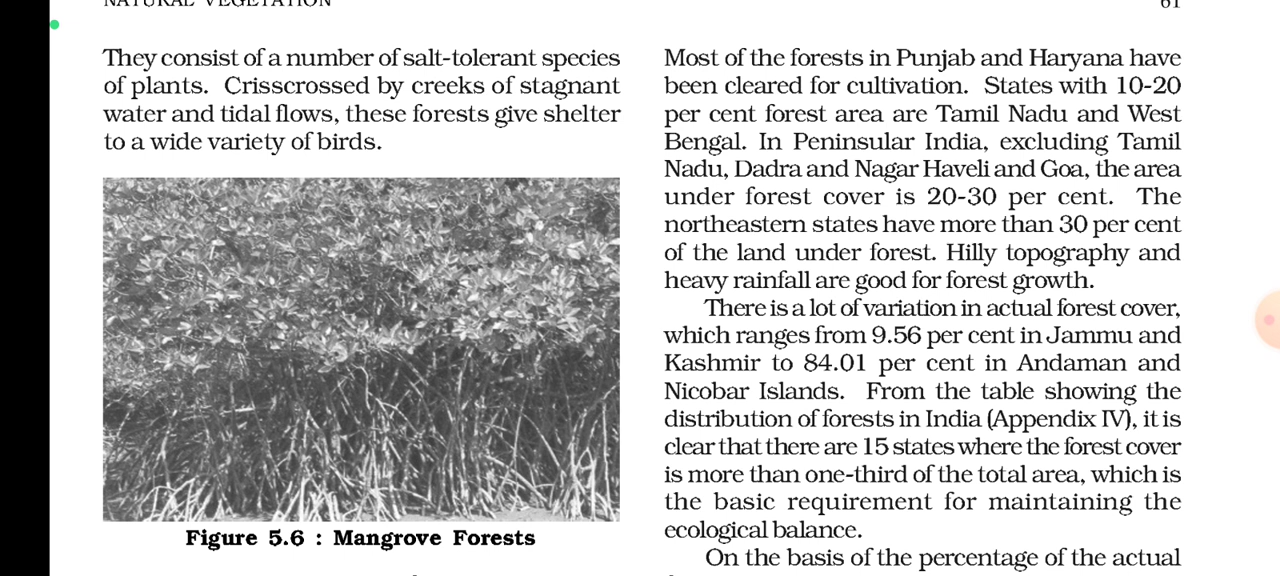 NATURAL VEGETATION
61
They consist of a number of salt-tolerant species
of plants. Crisscrossed by creeks of stagnant
water and tidal flows, these forests give shelter
to a wide variety of birds.
Figure 5.6 : Mangrove Forests
Most of the forests in Punjab and Haryana have
been cleared for cultivation. States with 10-20
per cent forest area are Tamil Nadu and West
Bengal. In Peninsular India, excluding Tamil
Nadu, Dadra and Nagar Haveli and Goa, the area
under forest cover is 20-30 per cent. The
northeastern states have more than 30 per cent
of the land under forest. Hilly topography and
heavy rainfall are good for forest growth.
There is a lot of variation in actual forest cover,
which ranges from 9.56 per cent in Jammu and
Kashmir to 84.01 per cent in Andaman and
Nicobar Islands. From the table showing the
distribution of forests in India (Appendix IV), it is
clear that there are 15 states where the forest cover
is more than one-third of the total area, which is
the basic requirement for maintaining the
ecological balance.
On the basis of the percentage of the actual